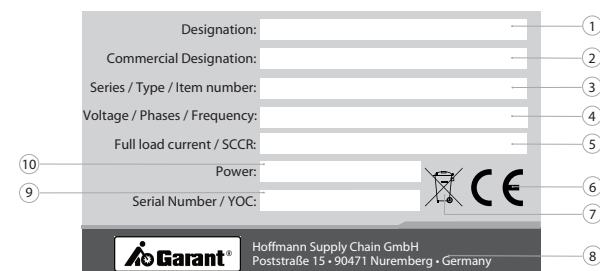 Designation:
1
Commercial Designation:
2
Series / Type / Item number:
3
Voltage / Phases / Frequency:
4
Full load current / SCCR:
5
10
Power:
9
Serial Number / YOC:
CE
6
7
Garant®
Hoffmann Supply Chain GmbH
Poststraße 15 • 90471 Nuremberg • Germany
8